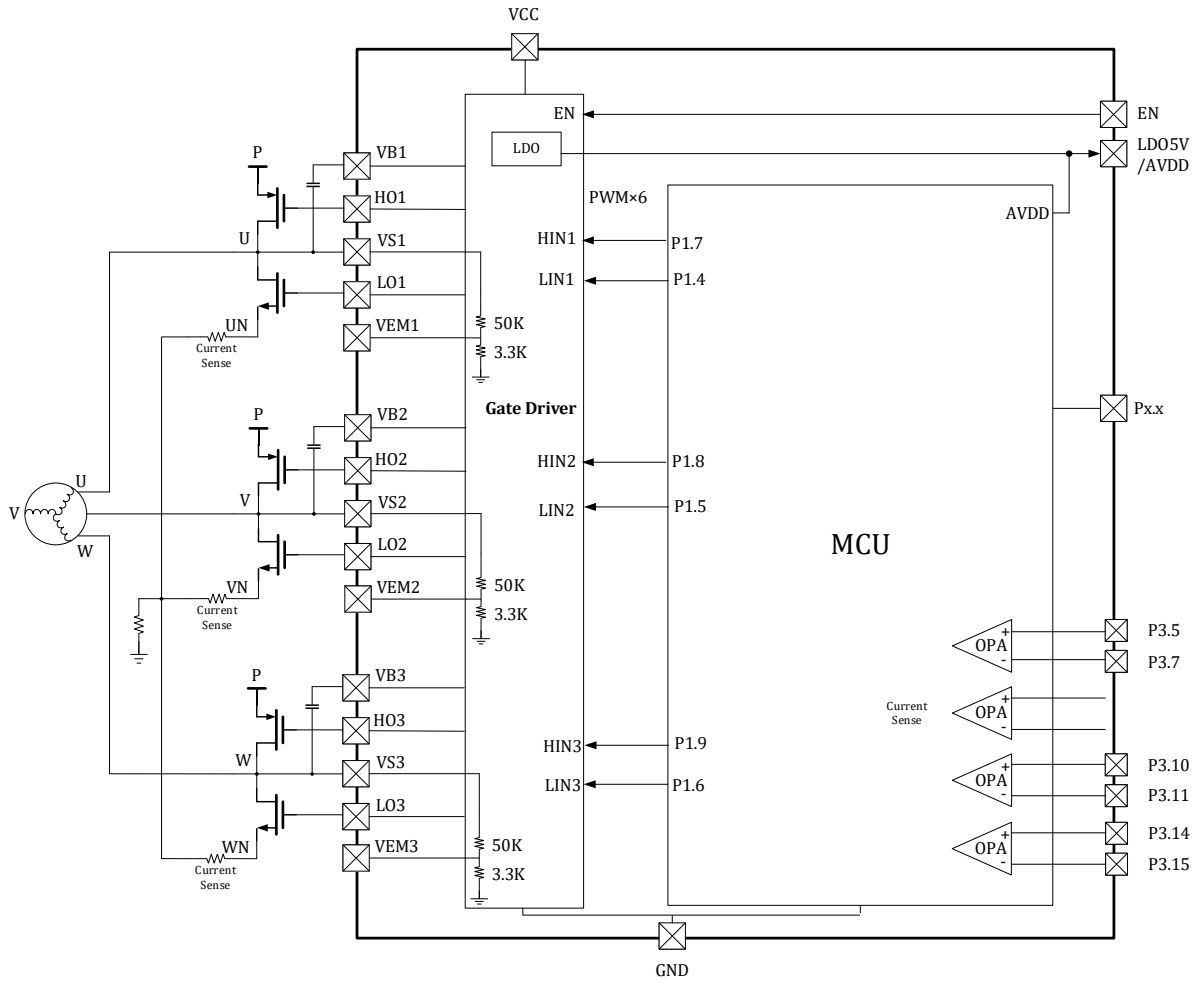 VCC
EN
EN
LDO
LDO5V
/AVDD
P
VB1
HO1
PWM×6
AVDD
U
VS1
HIN1
P1.7
LO1
LIN1
P1.4
UN
VEM1
50K
Current
Sense
3.3K
P
VB2
Gate Driver
Px.x
HO2
HIN2
P1.8
U
V
VS2
LIN2
P1.5
V
W
LO2
MCU
VN
VEM2
50K
Current
Sense
3.3K
+
OPA
-
P3.5
P3.7
P
VB3
Current
Sense
+
OPA
-
HO3
HIN3
P1.9
W
VS3
LIN3
P1.6
+
OPA
-
P3.10
P3.11
LO3
WN
VEM3
50K
Current
Sense
3.3K
+
OPA
-
P3.14
P3.15
GND